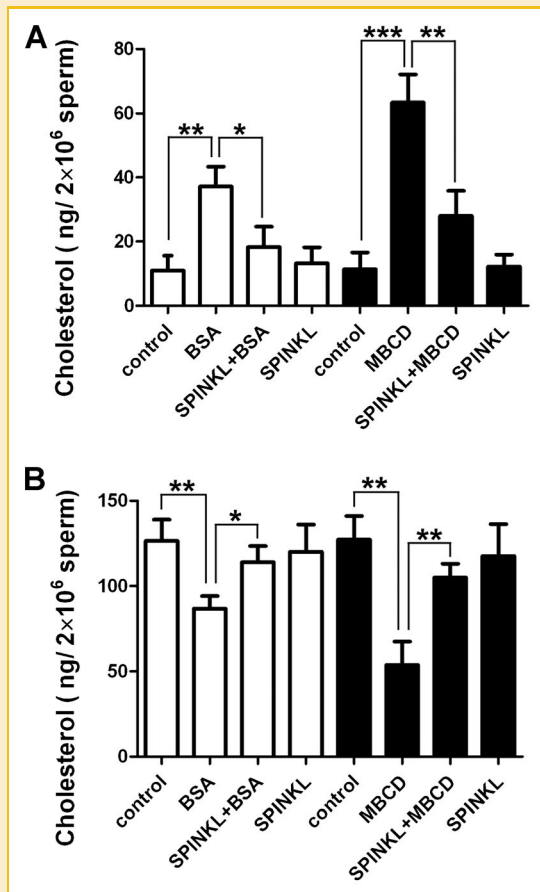 A
Cholesterol ( ng/ 2×10⁶ sperm)
80
60
40
20
0
** * *** **
control BSA SPINKL+BSA SPINKL control MBCD SPINKL+MBCD SPINKL
B
Cholesterol ( ng/ 2×10⁶ sperm)
150
100
50
0
** * ** **
control BSA SPINKL+BSA SPINKL control MBCD SPINKL+MBCD SPINKL